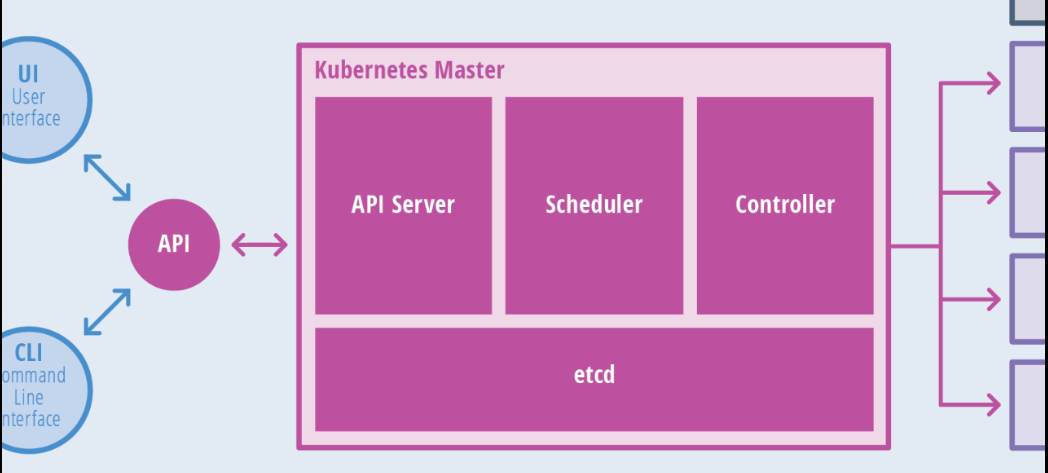 UI
User
nterface
API
CLI
ommand
Line
nterface
Kubernetes Master
API Server
Scheduler
Controller
etcd